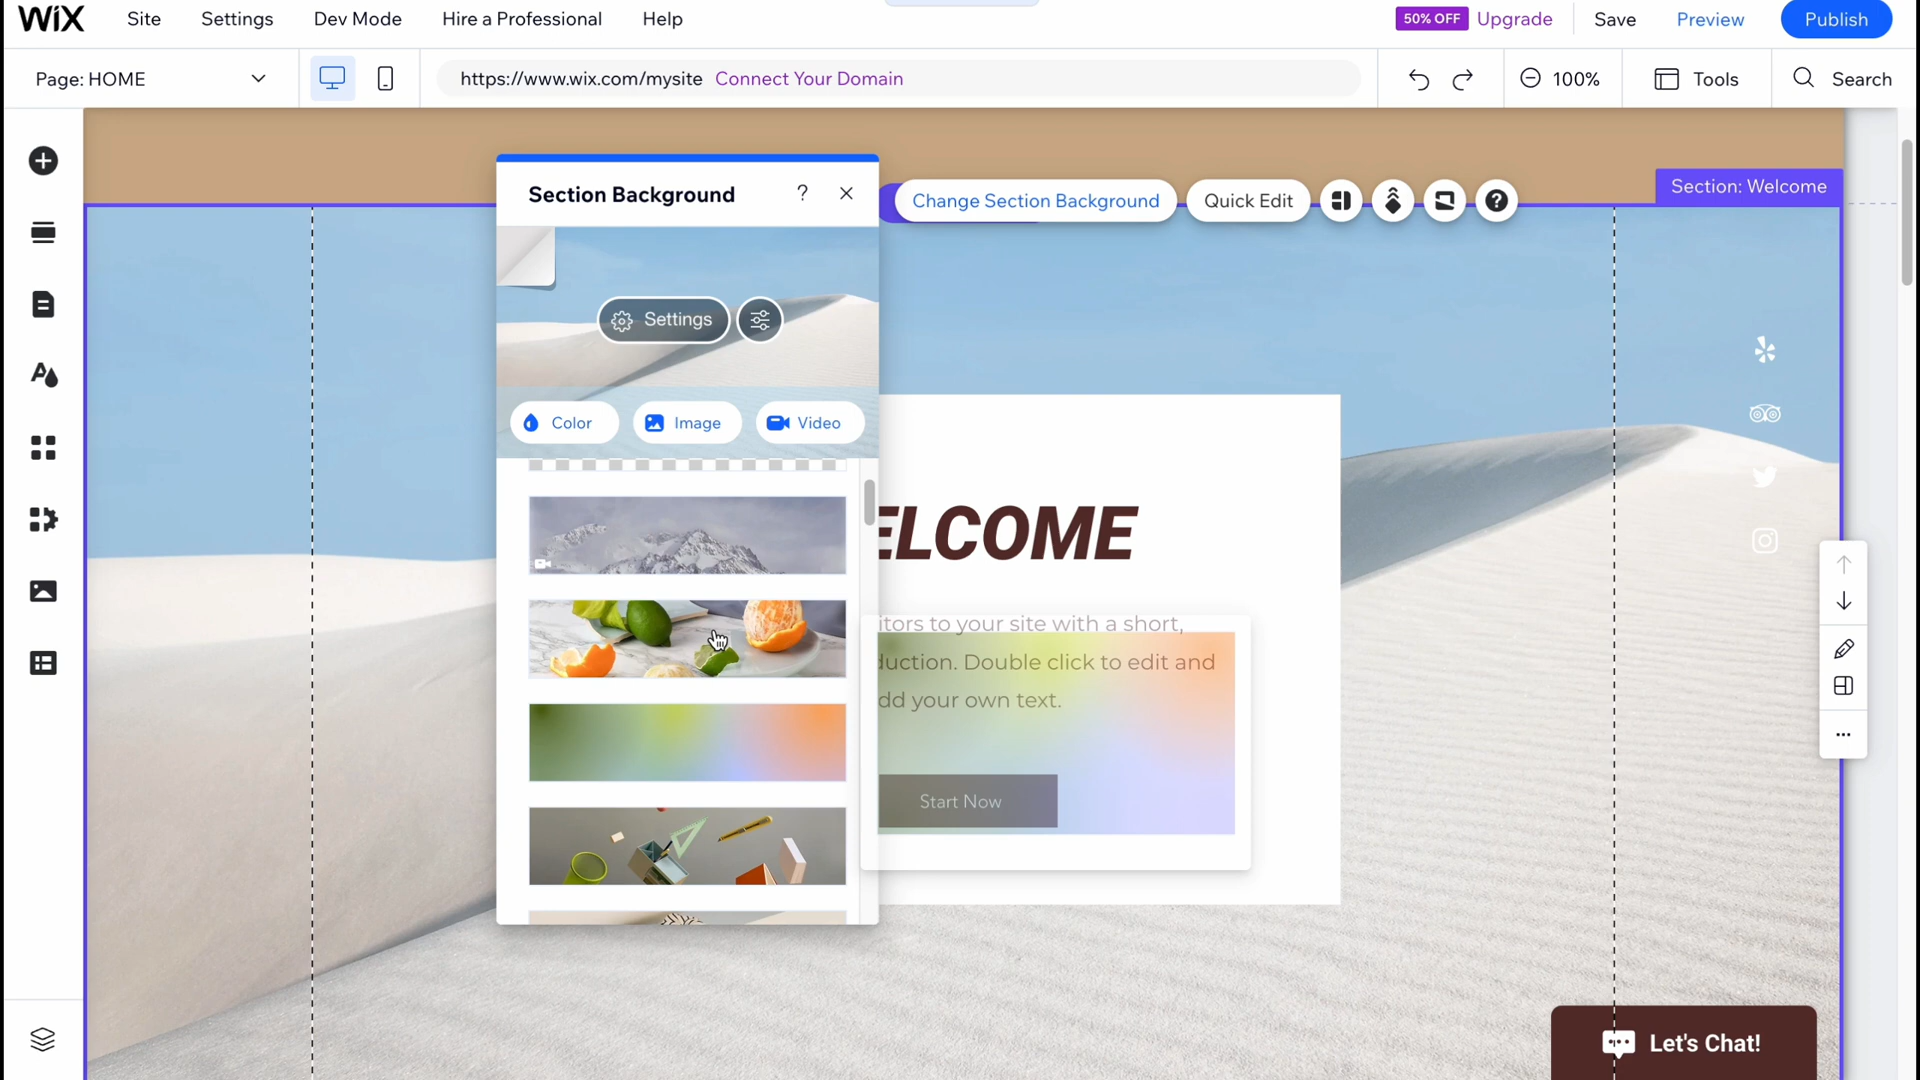 WiX Site Settings Dev Mode Hire a Professional Help 50% OFF Upgrade Save Preview Publish
Page: HOME https://www.wix.com/mysite Connect Your Domain 100% Tools Search
Section Background ?
Change Section Background Quick Edit ?
Section: Welcome
Settings
Color Image Video
ELCOME
itors to your site with a short,
duction. Double click to edit and
dd your own text.
Start Now
Let's Chat!